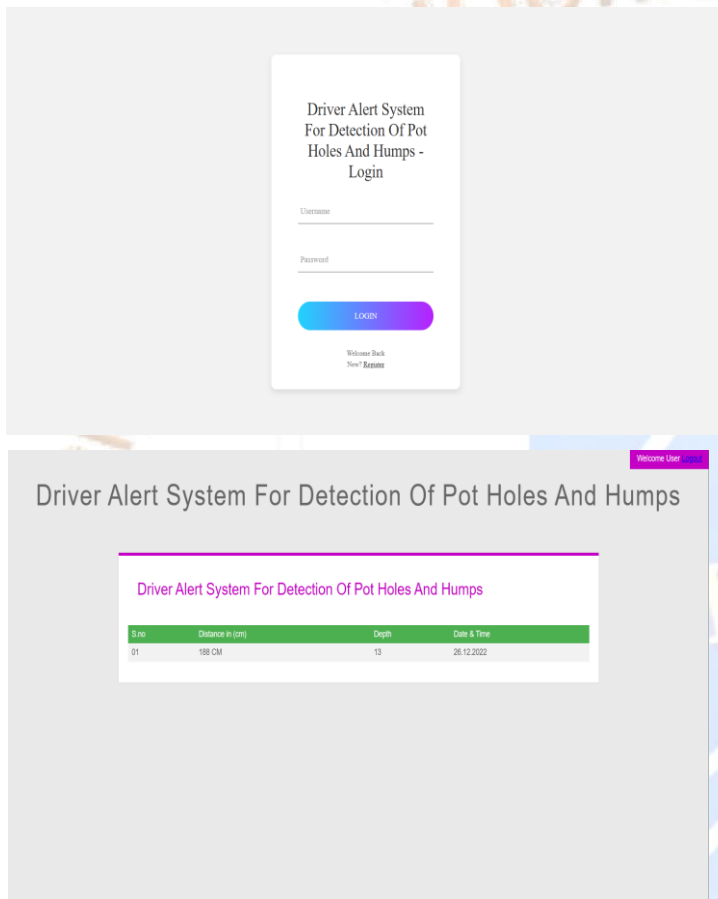 Driver Alert System
For Detection Of Pot
Holes And Humps -
Login
Username
Password
LOGIN
Welcome Back
New? Register
Welcome User Logout
Driver Alert System For Detection Of Pot Holes And Humps
Driver Alert System For Detection Of Pot Holes And Humps
S.no Distance in (cm) Depth Date & Time
01 188 CM 13 26.12.2022